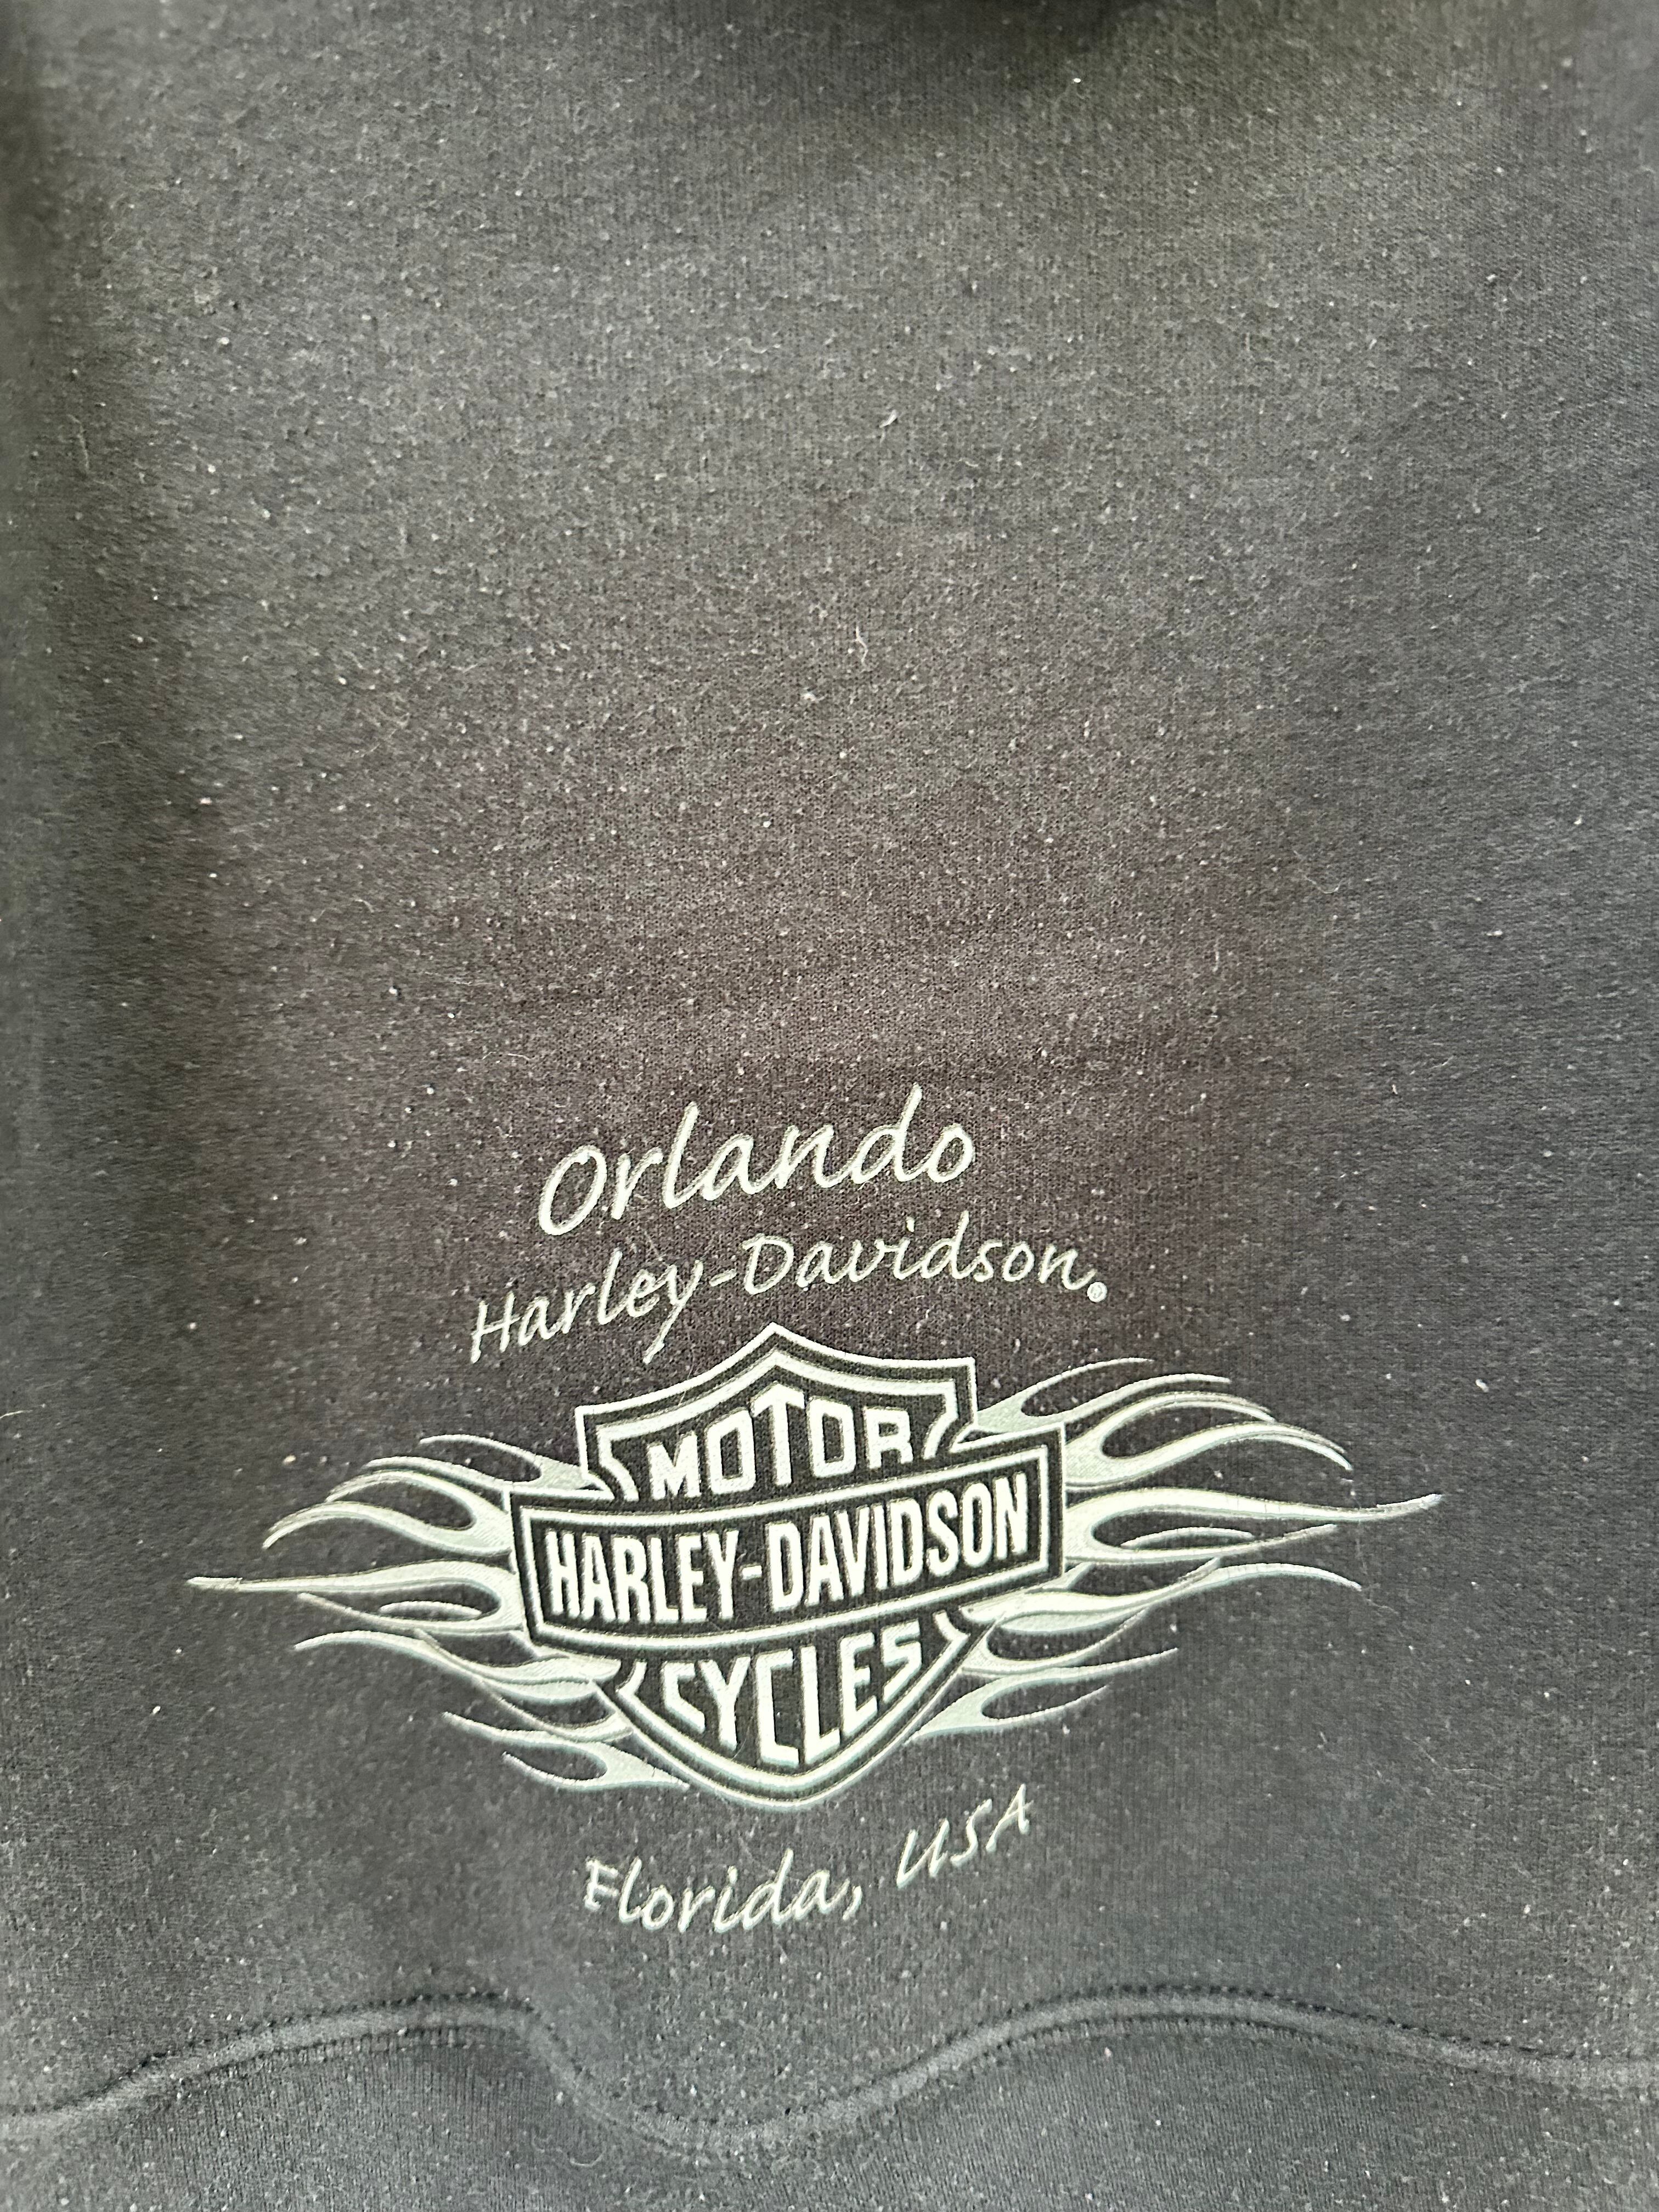 Orlando
Harley-Davidson®
MOTOR
HARLEY-DAVIDSON
CYCLES
Florida, USA